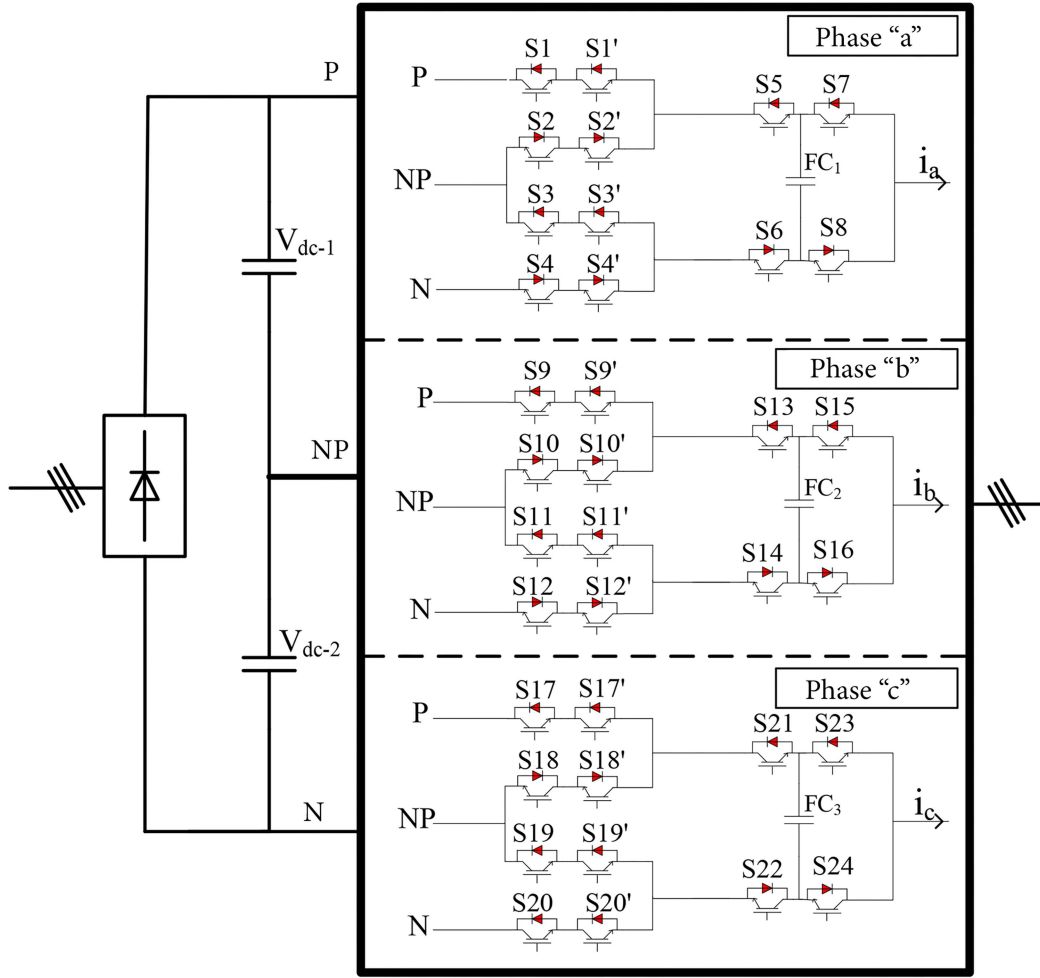 P
V dc-1
NP
V dc-2
N
Phase “a”
S1 S1'
P
S5 S7
S2 S2'
FC1
ia
NP
S3 S3'
S6 S8
S4 S4'
N
Phase “b”
S9 S9'
P
S13 S15
S10 S10'
FC2
ib
NP
S11 S11'
S14 S16
S12 S12'
N
Phase “c”
S17 S17'
P
S21 S23
S18 S18'
FC3
ic
NP
S19 S19'
S22 S24
S20 S20'
N